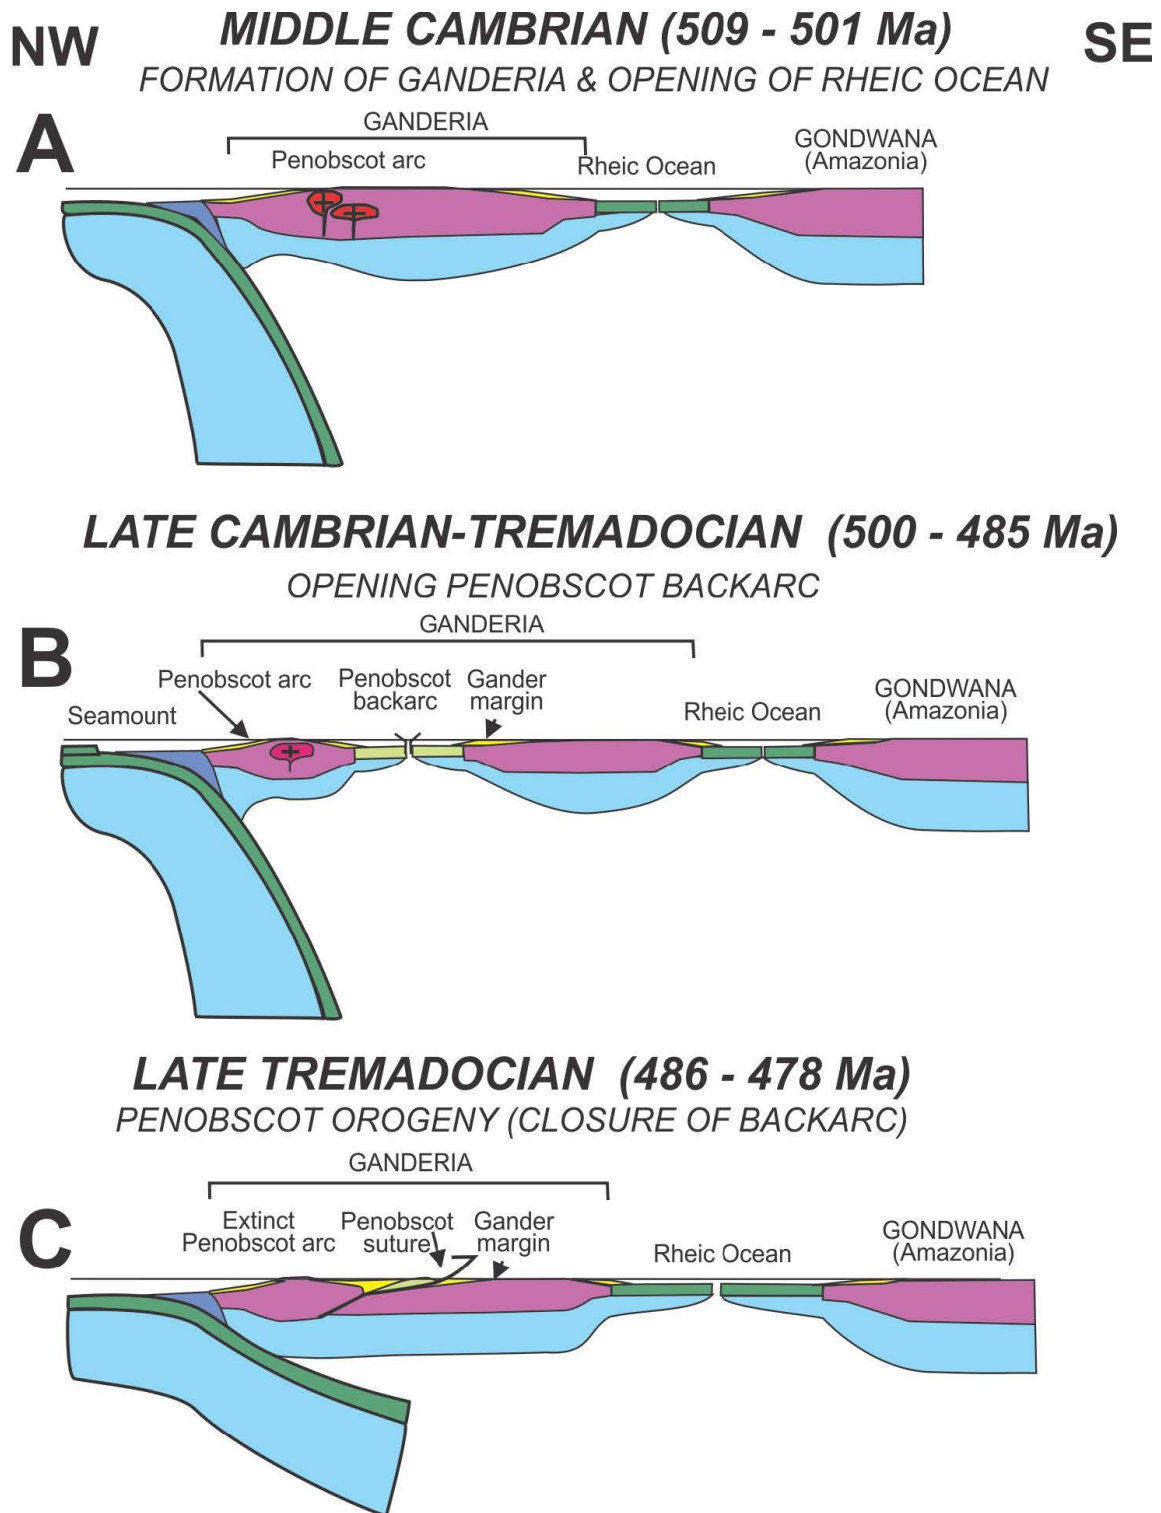 NW
MIDDLE CAMBRIAN (509 - 501 Ma)
SE
FORMATION OF GANDERIA & OPENING OF RHEIC OCEAN
A
GANDERIA
Penobscot arc
Rheic Ocean
GONDWANA
(Amazonia)
LATE CAMBRIAN-TREMADOCIAN (500 - 485 Ma)
OPENING PENOBSCOT BACKARC
B
GANDERIA
Seamount
Penobscot arc
Penobscot
backarc
Gander
margin
Rheic Ocean
GONDWANA
(Amazonia)
LATE TREMADOCIAN (486 - 478 Ma)
PENOBSCOT OROGENY (CLOSURE OF BACKARC)
C
GANDERIA
Extinct
Penobscot arc
Penobscot
suture
Gander
margin
Rheic Ocean
GONDWANA
(Amazonia)